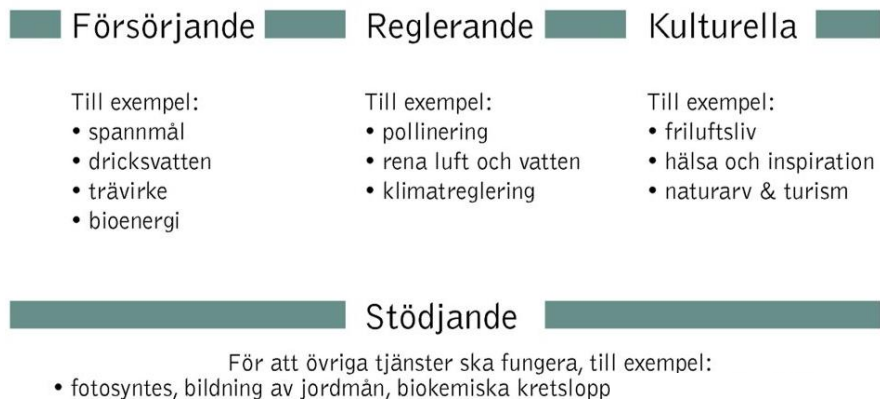 Försörjande
Till exempel:
• spannmål
• dricksvatten
• trävirke
• bioenergi
Reglerande
Till exempel:
• pollinering
• rena luft och vatten
• klimatreglering
Kulturella
Till exempel:
• friluftsliv
• hälsa och inspiration
• naturarv & turism
Stödjande
För att övriga tjänster ska fungera, till exempel:
• fotosyntes, bildning av jordmån, biokemiska kretslopp